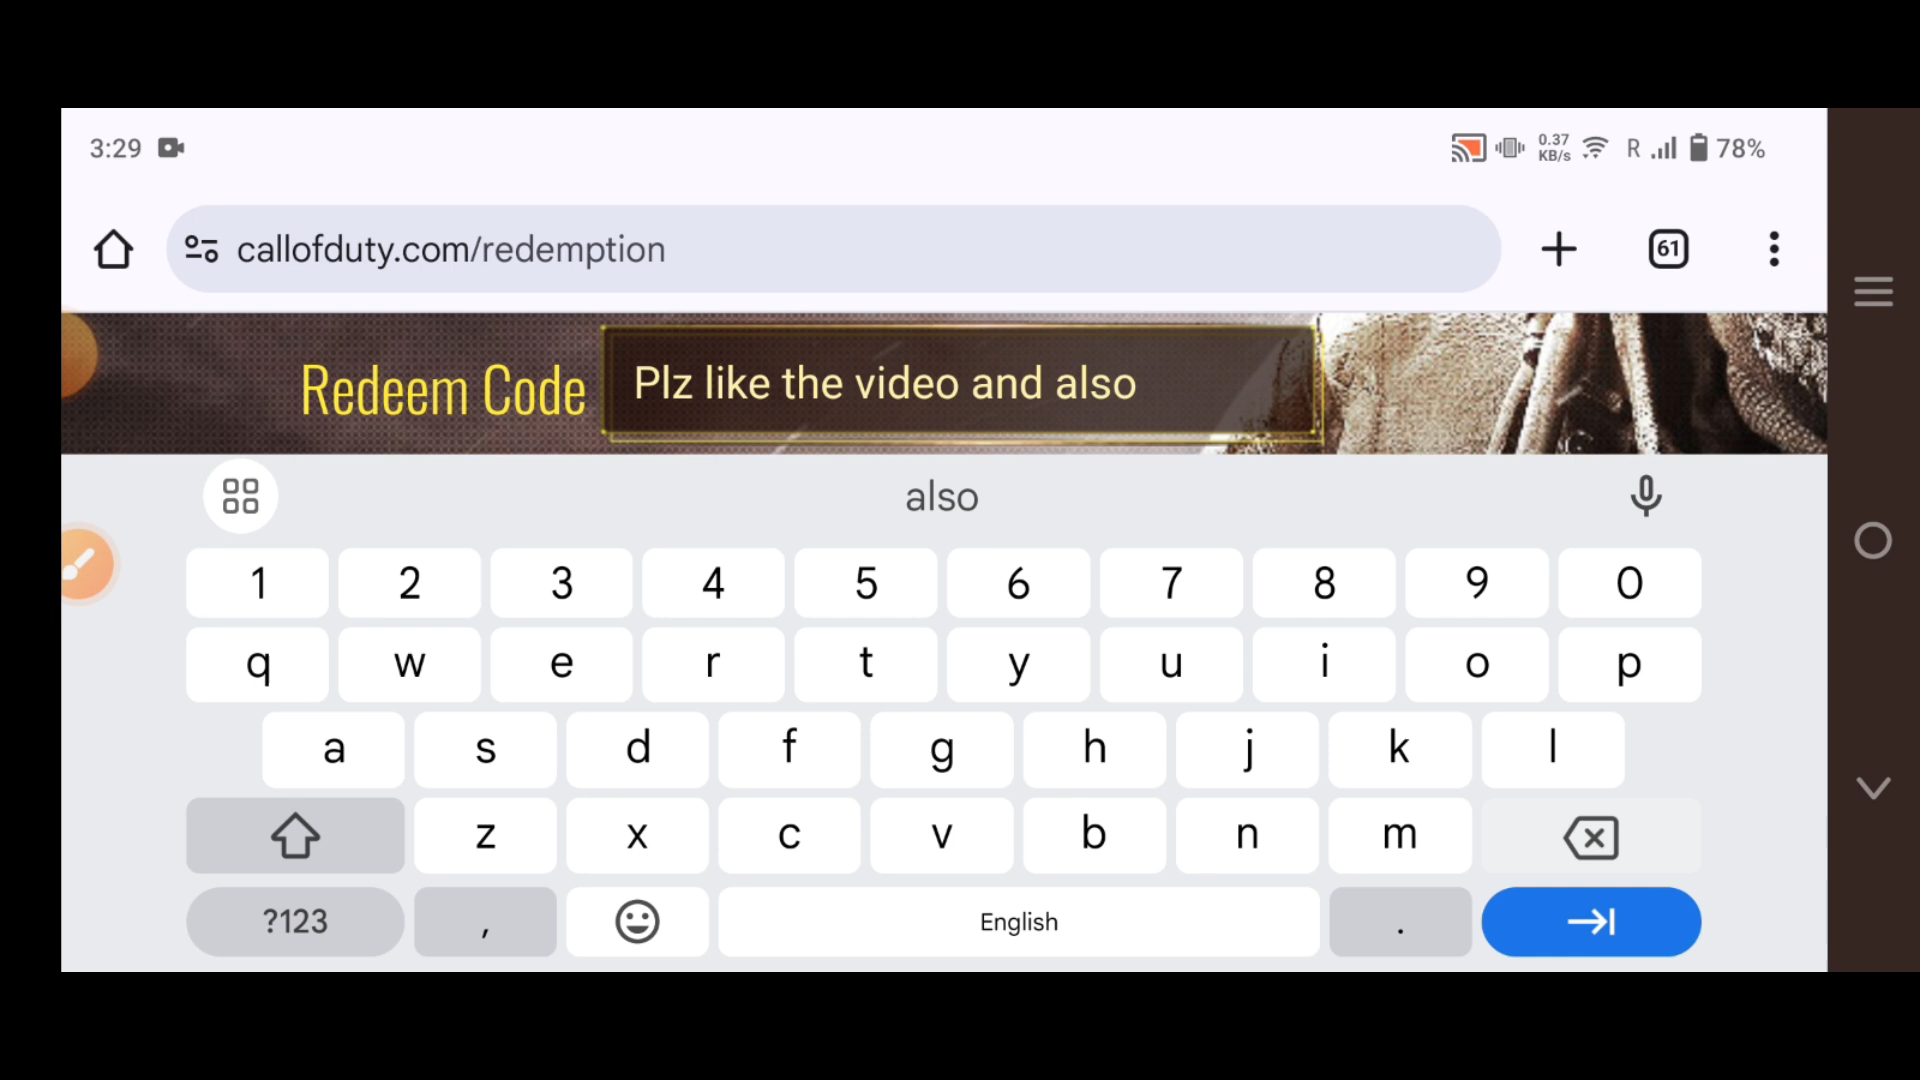 3:29 0.37 KB/s R 78%
callofduty.com/redemption 61
Redeem Code Plz like the video and also
also
1 2 3 4 5 6 7 8 9 0
q w e r t y u i o p
a s d f g h j k l
z x c v b n m
?123 , English .